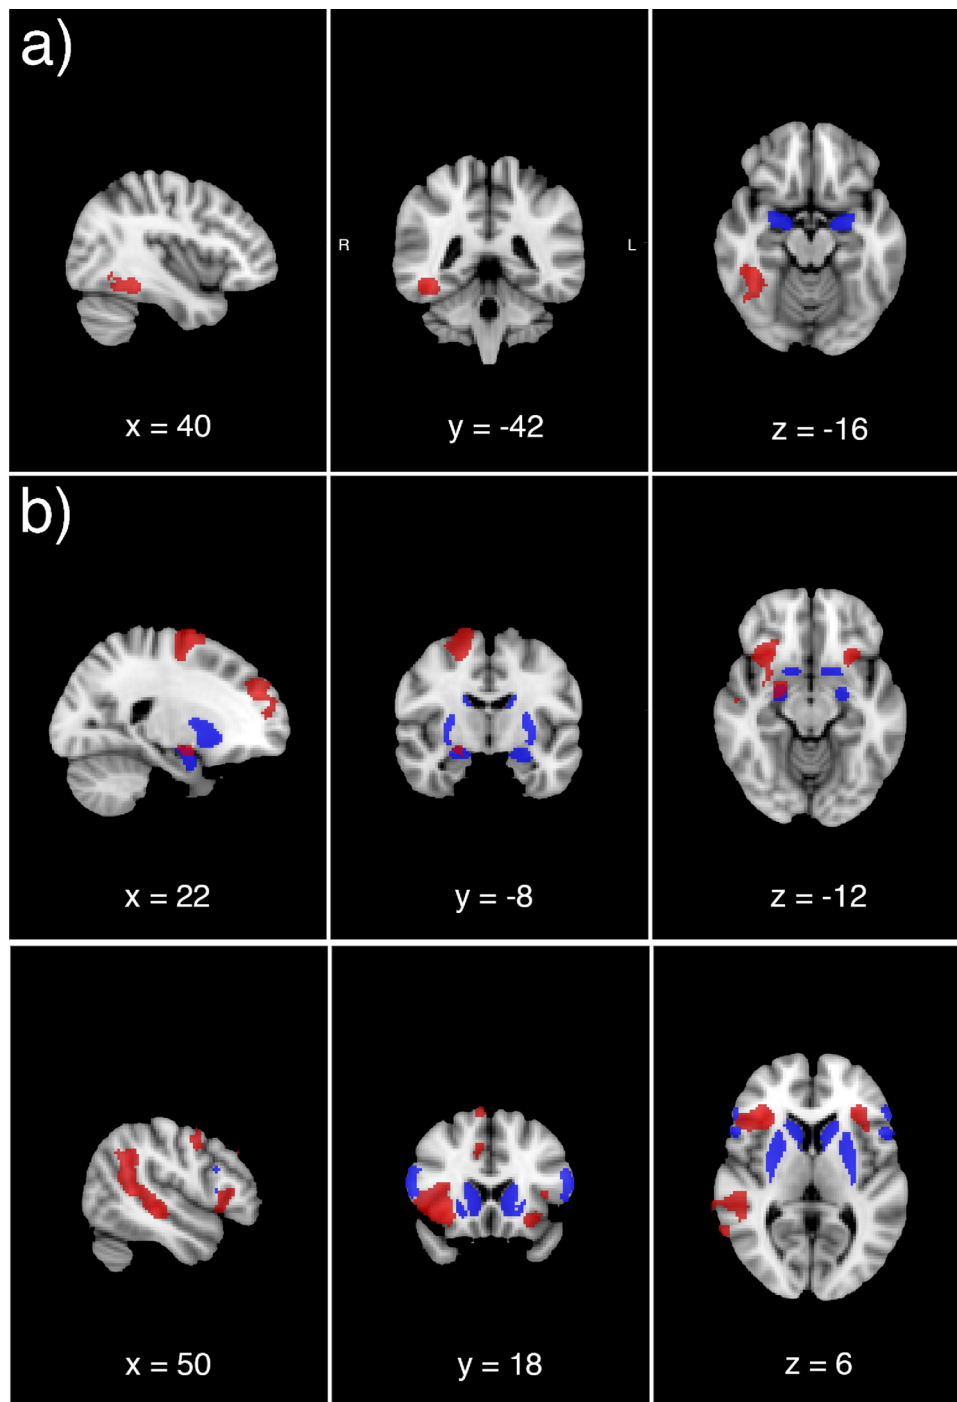 a)
R
L
x = 40
y = -42
z = -16
b)
x = 22
y = -8
z = -12
x = 50
y = 18
z = 6